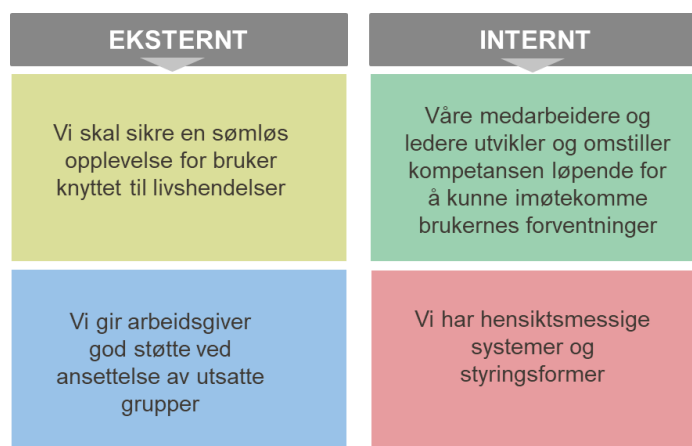 EKSTERNT
Vi skal sikre en sømløs
opplevelse for bruker
knyttet til livshendelser
Vi gir arbeidsgiver
god støtte ved
ansettelse av utsatte
grupper
INTERNT
Våre medarbeidere og
ledere utvikler og omstiller
kompetansen løpende for
å kunne imøtekomme
brukernes forventninger
Vi har hensiktsmessige
systemer og
styringsformer